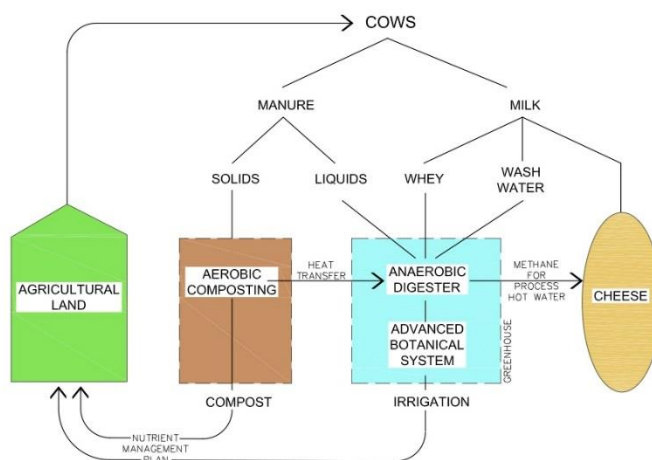 COWS
MANURE
MILK
SOLIDS
LIQUIDS
WHEY
WASH
WATER
AGRICULTURAL
LAND
AEROBIC
COMPOSTING
HEAT
TRANSFER
ANAEROBIC
DIGESTER
METHANE
FOR
PROCESS
HOT WATER
CHEESE
ADVANCED
BOTANICAL
SYSTEM
GREENHOUSE
COMPOST
IRRIGATION
NUTRIENT
MANAGEMENT
PLAN